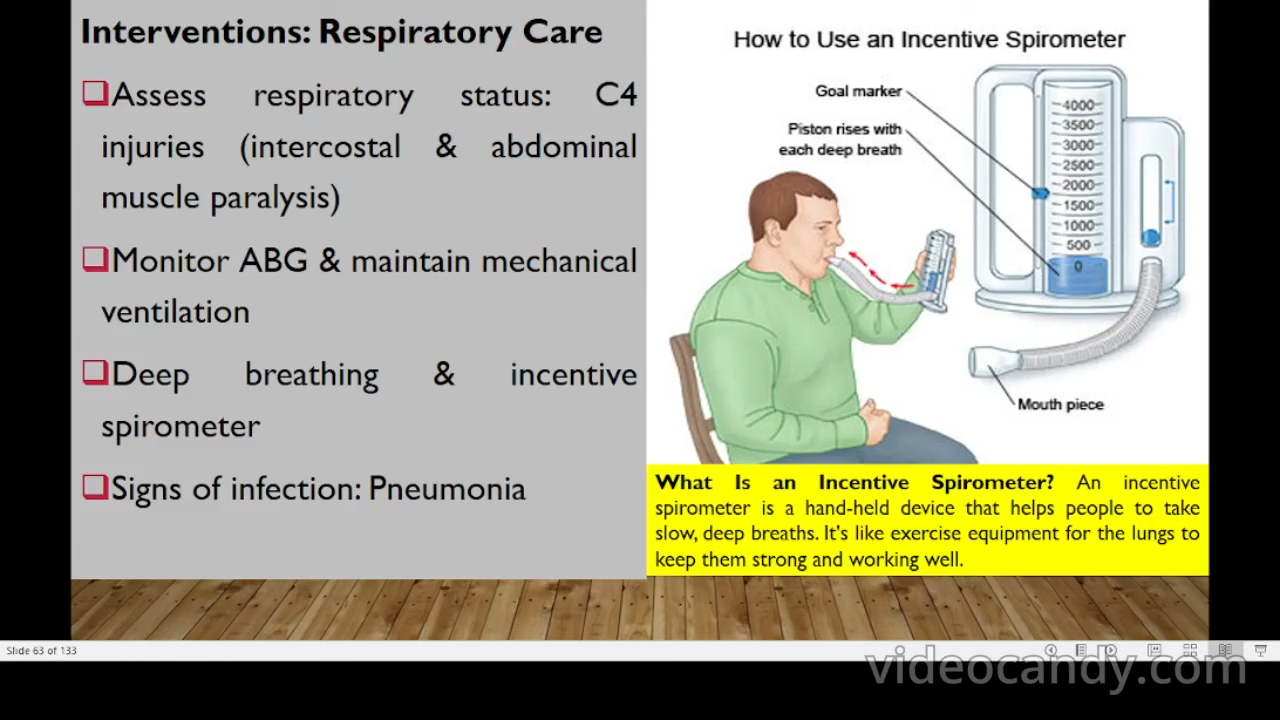 Interventions: Respiratory Care
Assess respiratory status: C4
injuries (intercostal & abdominal
muscle paralysis)
Monitor ABG & maintain mechanical
ventilation
Deep breathing & incentive
spirometer
Signs of infection: Pneumonia
How to Use an Incentive Spirometer
Goal marker
Piston rises with
each deep breath
4000
3500
3000
2500
2000
1500
1000
500
0
Mouth piece
What Is an Incentive Spirometer? An incentive
spirometer is a hand-held device that helps people to take
slow, deep breaths. It's like exercise equipment for the lungs to
keep them strong and working well.
Slide 63 of 133
videocandy.com